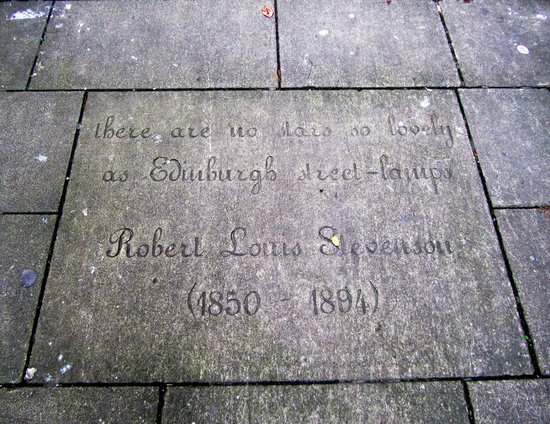 there are no stars so lovely
as Edinburgh street-lamps
Robert Louis Stevenson
(1850 - 1894)